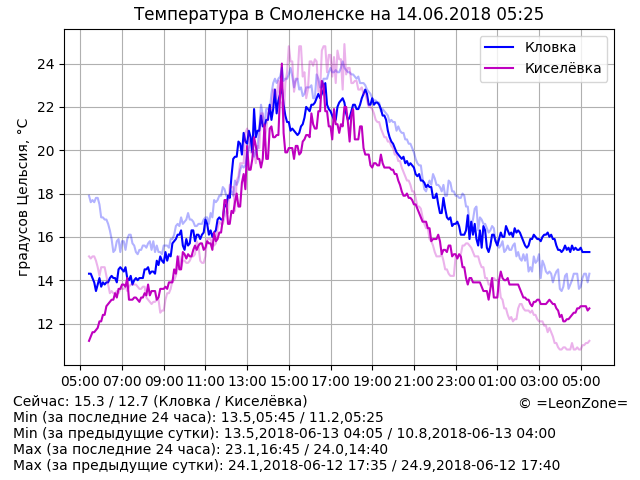 Температура в Смоленске на 14.06.2018 05:25
Кловка
Киселёвка
градусов Цельсия, °C
24
22
20
18
16
14
12
05:00 07:00 09:00 11:00 13:00 15:00 17:00 19:00 21:00 23:00 01:00 03:00 05:00
Сейчас: 15.3 / 12.7 (Кловка / Киселёвка)
© =LeonZone=
Min (за последние 24 часа): 13.5,05:45 / 11.2,05:25
Min (за предыдущие сутки): 13.5,2018-06-13 04:05 / 10.8,2018-06-13 04:00
Max (за последние 24 часа): 23.1,16:45 / 24.0,14:40
Max (за предыдущие сутки): 24.1,2018-06-12 17:35 / 24.9,2018-06-12 17:40